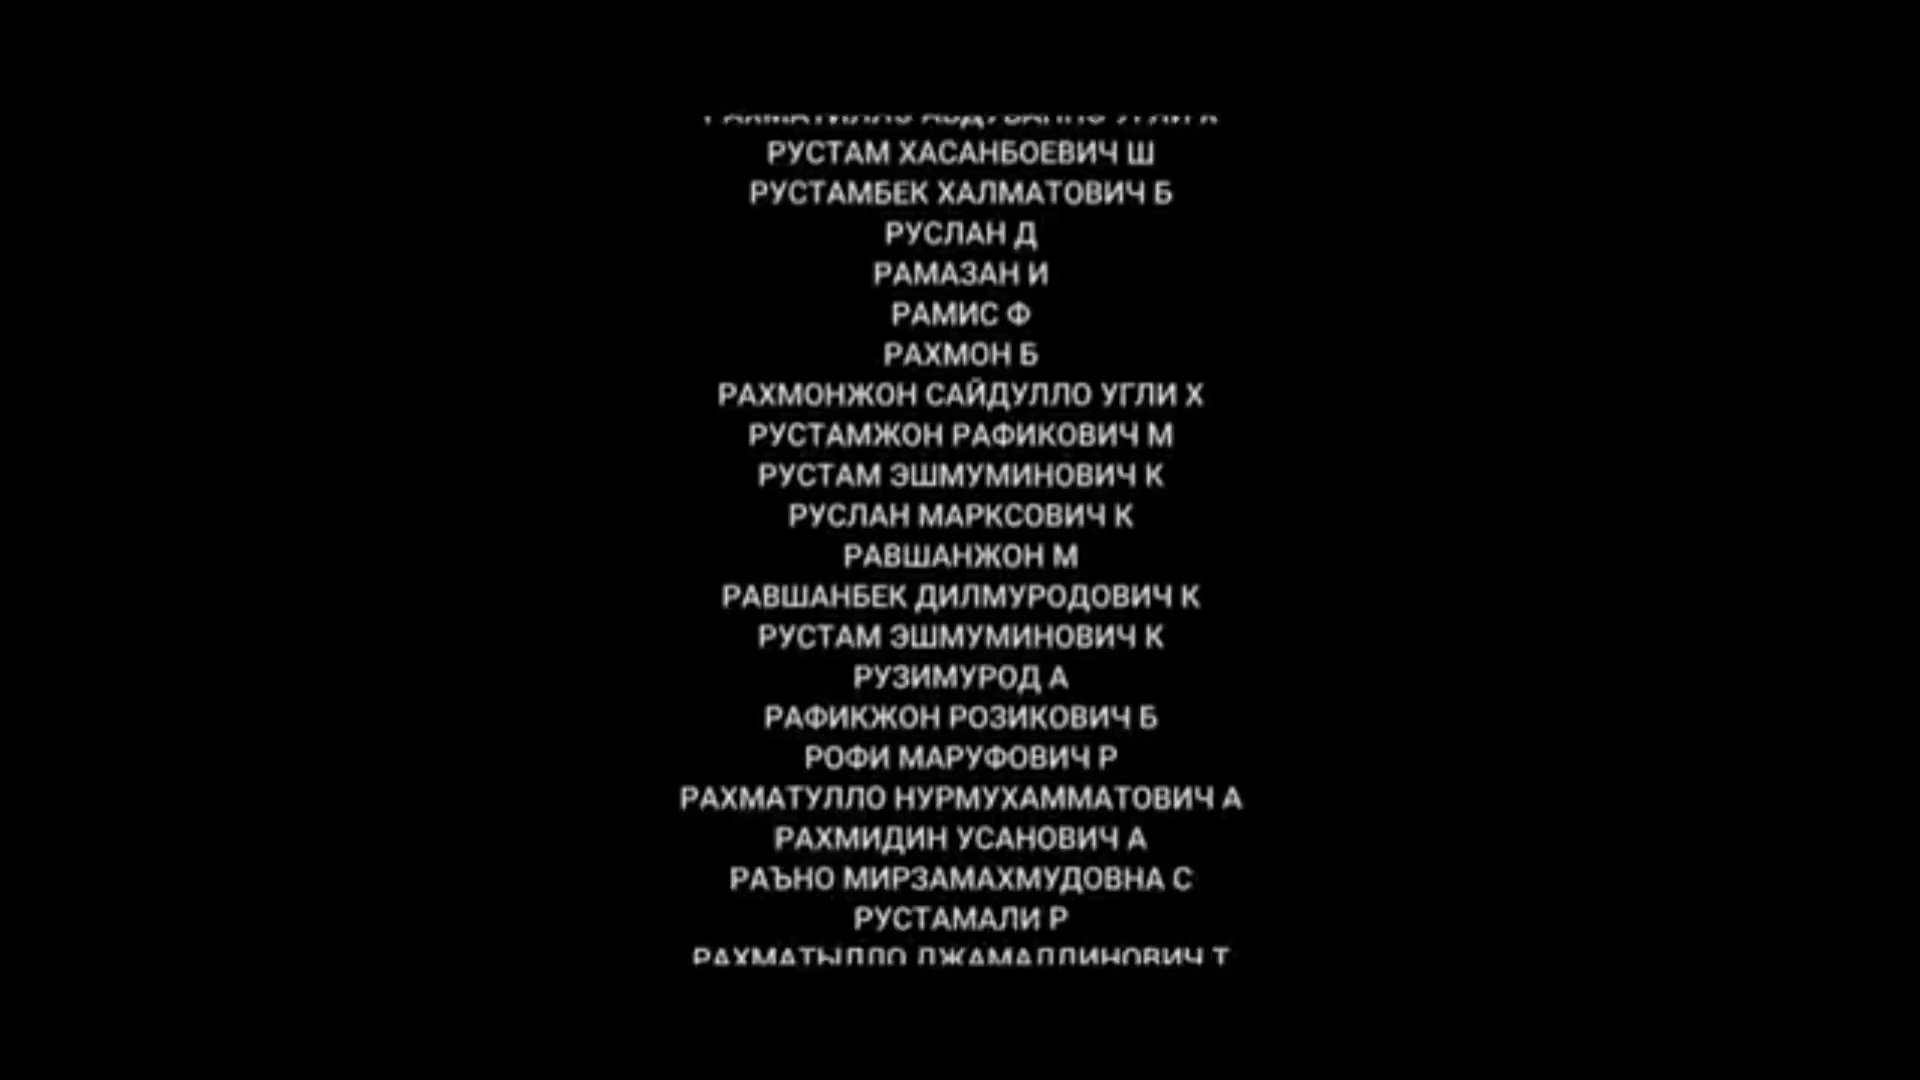 РУСТАМ ХАСАНБОЕВИЧ Ш
РУСТАМБЕК ХАЛМАТОВИЧ Б
РУСЛАН Д
РАМАЗАН И
РАМИС Ф
РАХМОН Б
РАХМОНЖОН САЙДУЛЛО УГЛИ Х
РУСТАМЖОН РАФИКОВИЧ М
РУСТАМ ЭШМУМИНОВИЧ К
РУСЛАН МАРКСОВИЧ К
РАВШАНЖОН М
РАВШАНБЕК ДИЛМУРОДОВИЧ К
РУСТАМ ЭШМУМИНОВИЧ К
РУЗИМУРОД А
РАФИКЖОН РОЗИКОВИЧ Б
РОФИ МАРУФОВИЧ Р
РАХМАТУЛЛО НУРМУХАММАТОВИЧ А
РАХМИДИН УСАНОВИЧ А
РАЪНО МИРЗАМАХМУДОВНА С
РУСТАМАЛИ Р